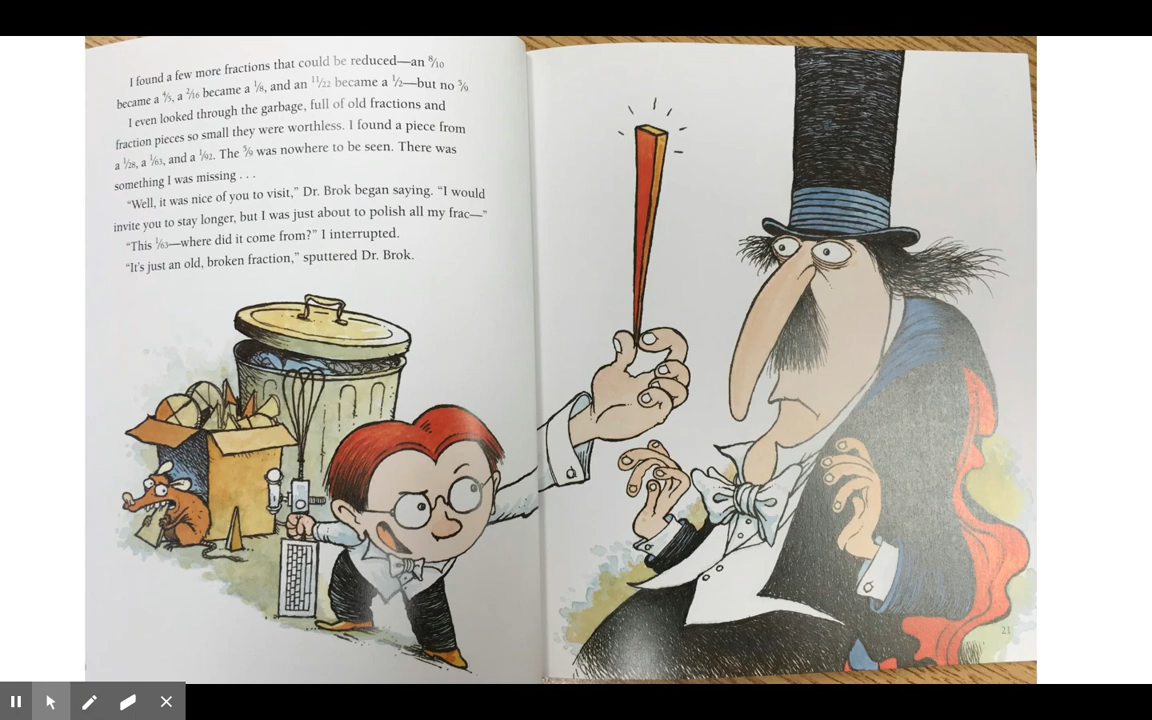 I found a few more fractions that could be reduced—an 8/10
became a 4/5, a 2/16 became a 1/8, and an 11/22 became a 1/2—but no 5/9.
I even looked through the garbage, full of old fractions and
fraction pieces so small they were worthless. I found a piece from
a 1/28, a 1/63, and a 1/92. The 5/9 was nowhere to be seen. There was
something I was missing . . .
“Well, it was nice of you to visit,” Dr. Brok began saying. “I would
invite you to stay longer, but I was just about to polish all my frac—”
“This 1/63—where did it come from?” I interrupted.
“It’s just an old, broken fraction,” sputtered Dr. Brok.
21